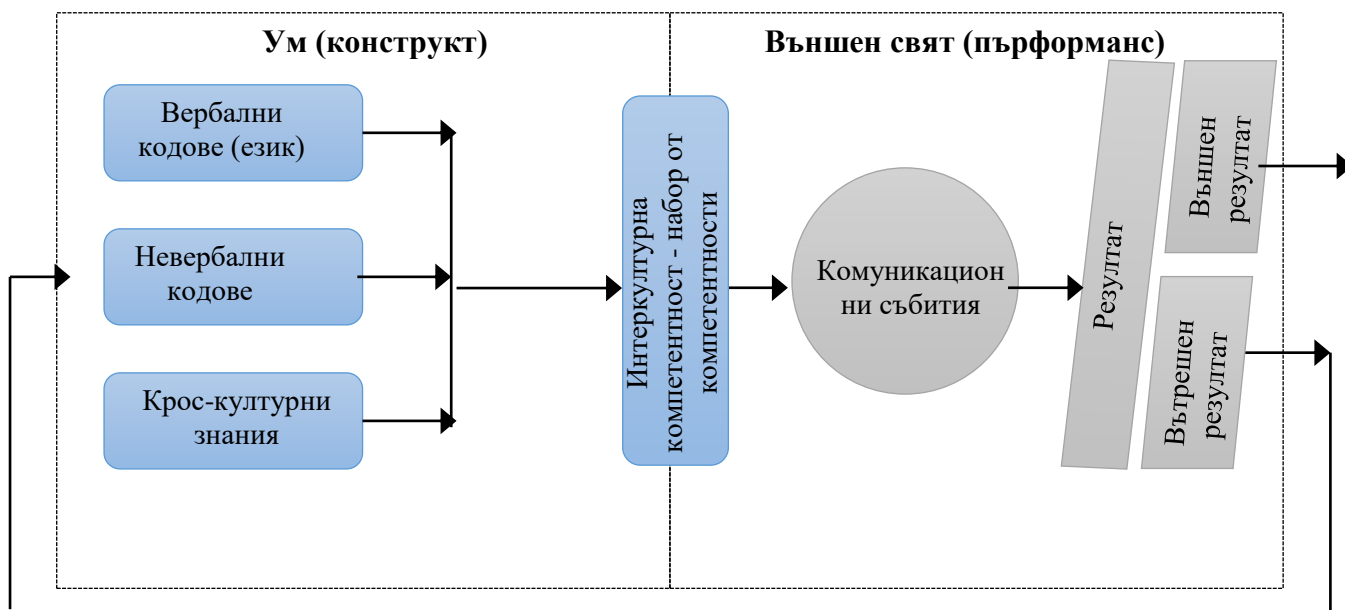 Ум (конструкт)
Външен свят (пърформанс)
Вербални
кодове (език)
Невербални
кодове
Крос-културни
знания
Интеркултурна
компетентност - набор от
компетентности
Комуникацион
ни събития
Резултат
Външен
резултат
Вътрешен
резултат